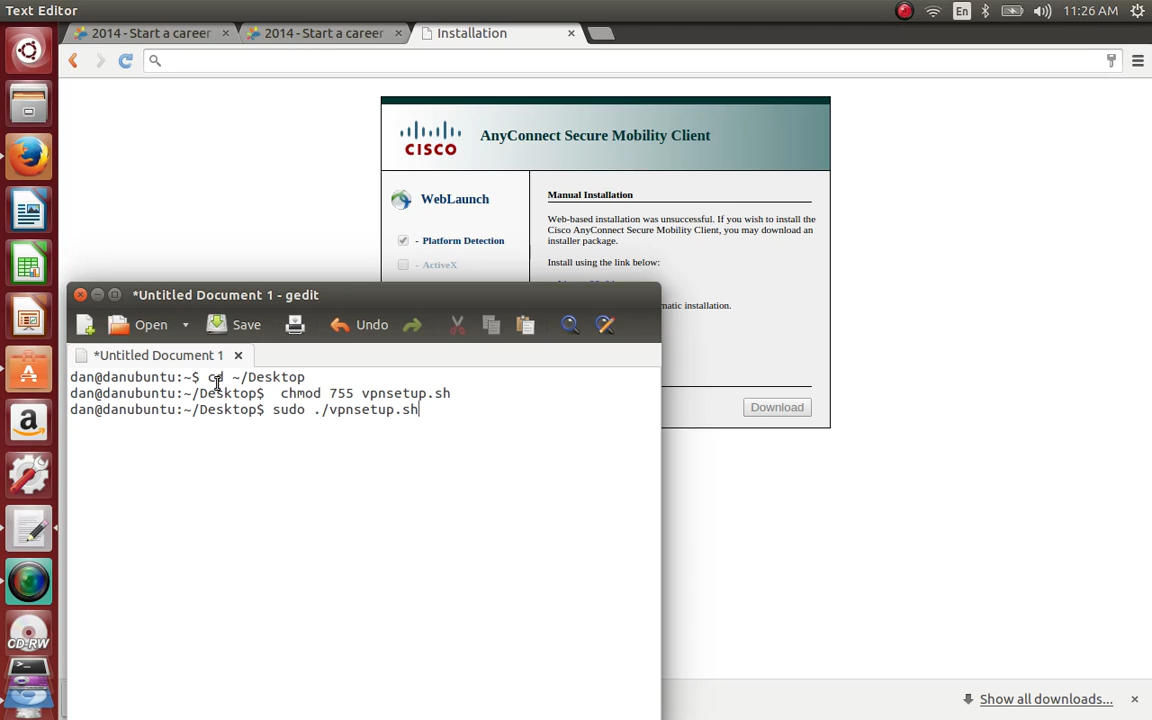 Text Editor
En
11:26 AM
2014 - Start a career
2014 - Start a career
Installation
CISCO
AnyConnect Secure Mobility Client
WebLaunch
- Platform Detection
- ActiveX
Manual Installation
Web-based installation was unsuccessful. If you wish to install the
Cisco AnyConnect Secure Mobility Client, you may download an
installer package.
Install using the link below:
matic installation.
Download
*Untitled Document 1 - gedit
Open
Save
Undo
*Untitled Document 1
dan@danubuntu:~$ cd ~/Desktop
dan@danubuntu:~/Desktop$  chmod 755 vpnsetup.sh
dan@danubuntu:~/Desktop$ sudo ./vpnsetup.sh
CD-RW
Show all downloads...